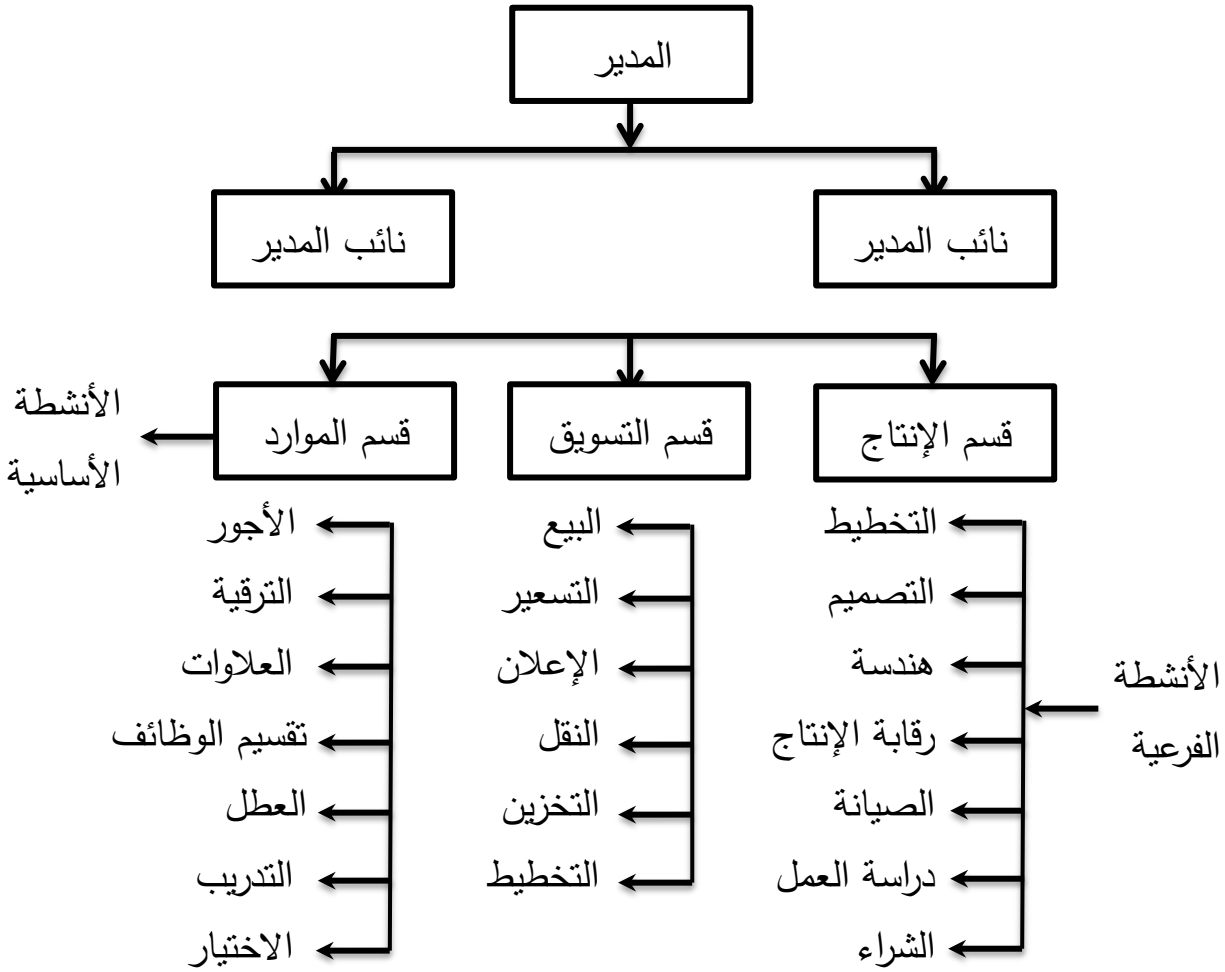 المدير
نائب المدير
نائب المدير
قسم الإنتاج
قسم التسويق
قسم الموارد
الأنشطة
الأساسية
التخطيط
التصميم
هندسة
رقابة الإنتاج
الصيانة
دراسة العمل
الشراء
الأنشطة
الفرعية
البيع
التسعير
الإعلان
النقل
التخزين
التخطيط
الأجور
الترقية
العلاوات
تقسيم الوظائف
العطل
التدريب
الاختيار